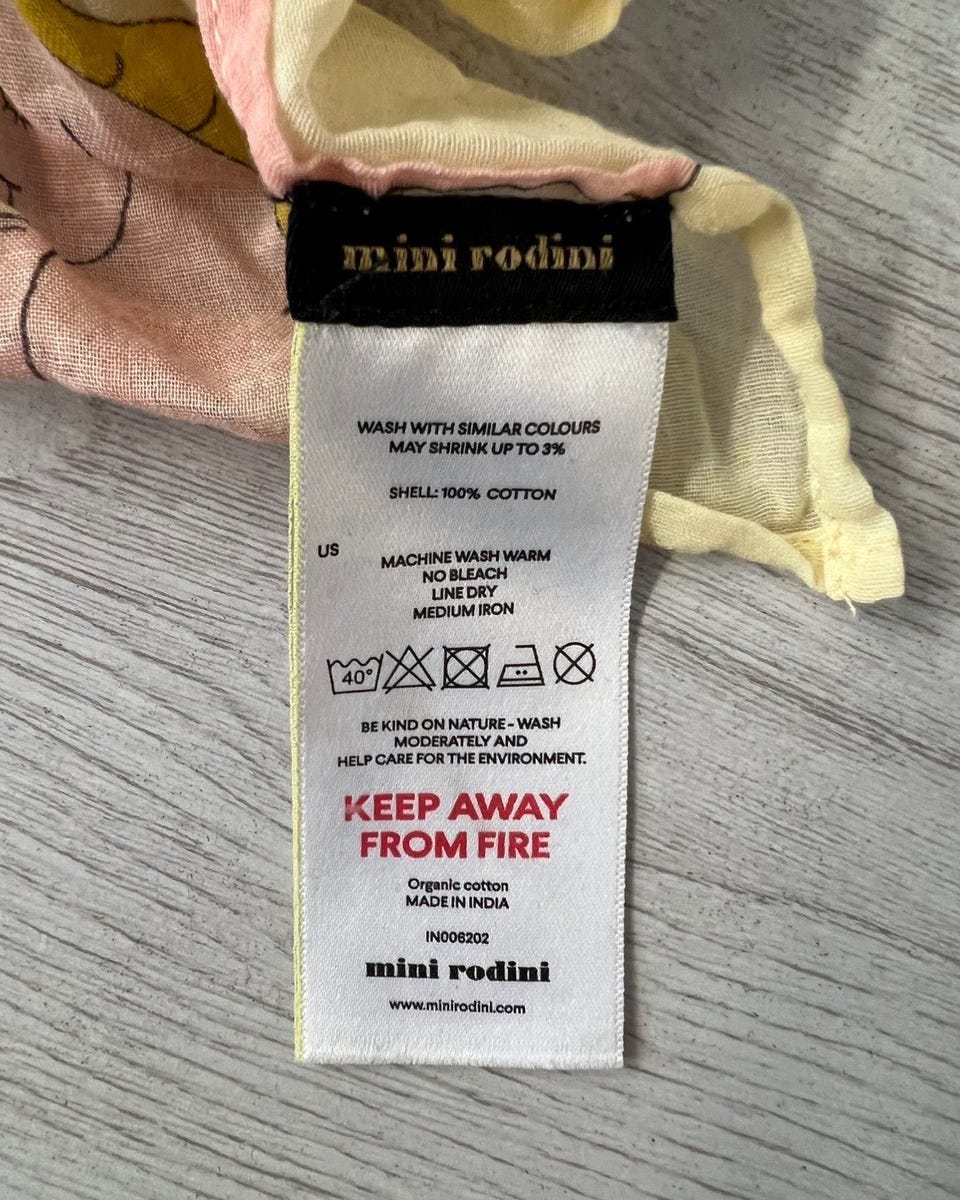 mini rodini
WASH WITH SIMILAR COLOURS
MAY SHRINK UP TO 3%
SHELL: 100% COTTON
US
MACHINE WASH WARM
NO BLEACH
LINE DRY
MEDIUM IRON
40°
BE KIND ON NATURE - WASH
MODERATELY AND
HELP CARE FOR THE ENVIRONMENT.
KEEP AWAY
FROM FIRE
Organic cotton
MADE IN INDIA
IN006202
mini rodini
www.minirodini.com